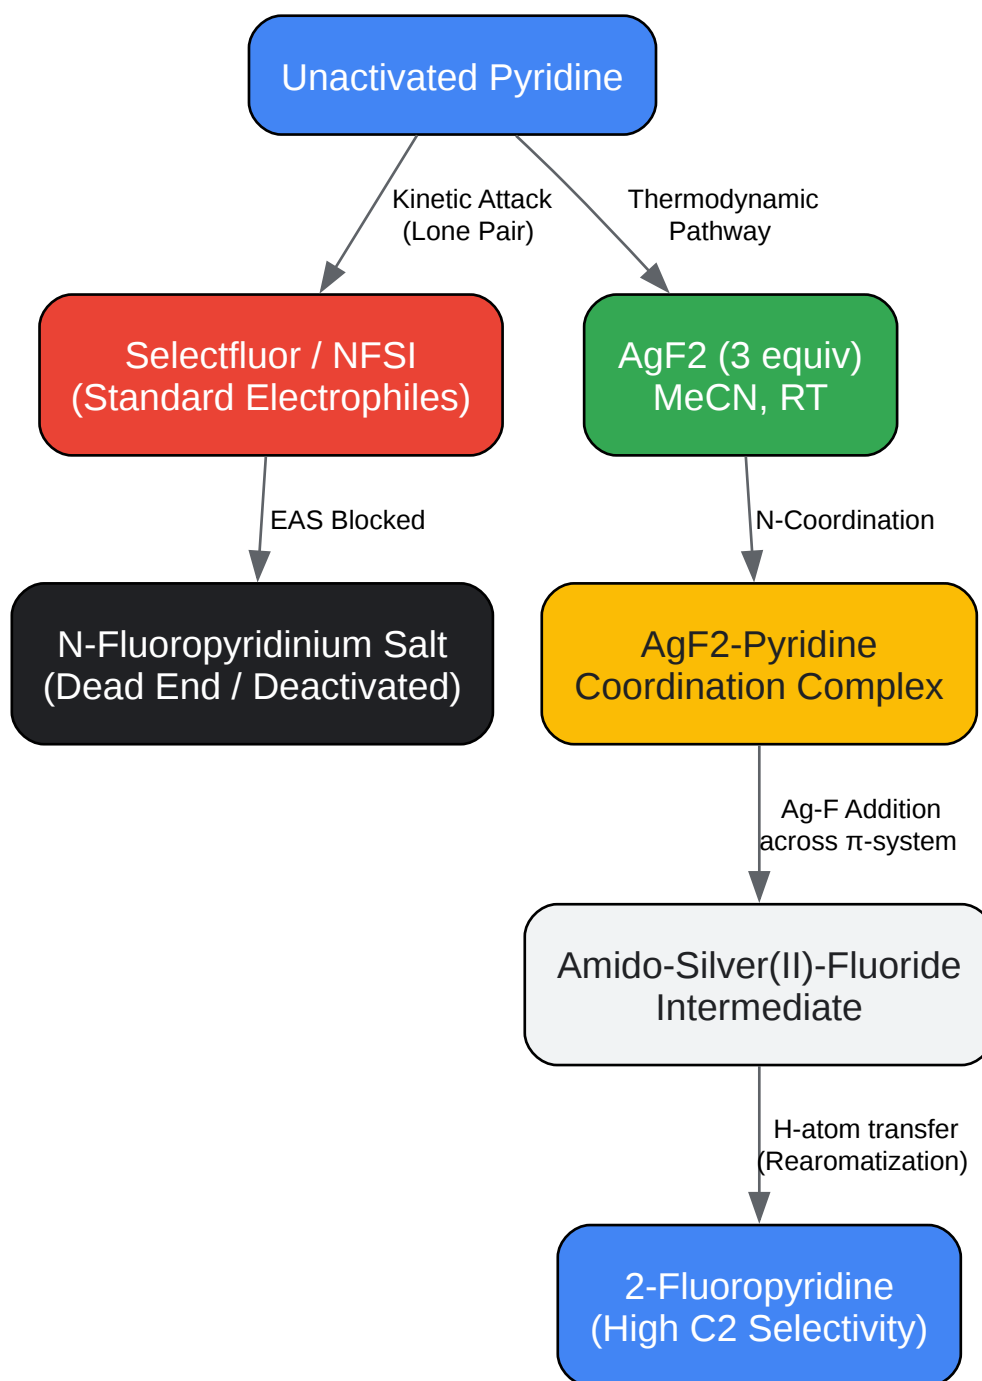 Unactivated Pyridine
Kinetic Attack
(Lone Pair)
Thermodynamic
Pathway
Selectfluor / NFSI
(Standard Electrophiles)
AgF2 (3 equiv)
MeCN, RT
EAS Blocked
N-Coordination
N-Fluoropyridinium Salt
(Dead End / Deactivated)
AgF2-Pyridine
Coordination Complex
Ag-F Addition
across π-system
Amido-Silver(II)-Fluoride
Intermediate
H-atom transfer
(Rearomatization)
2-Fluoropyridine
(High C2 Selectivity)